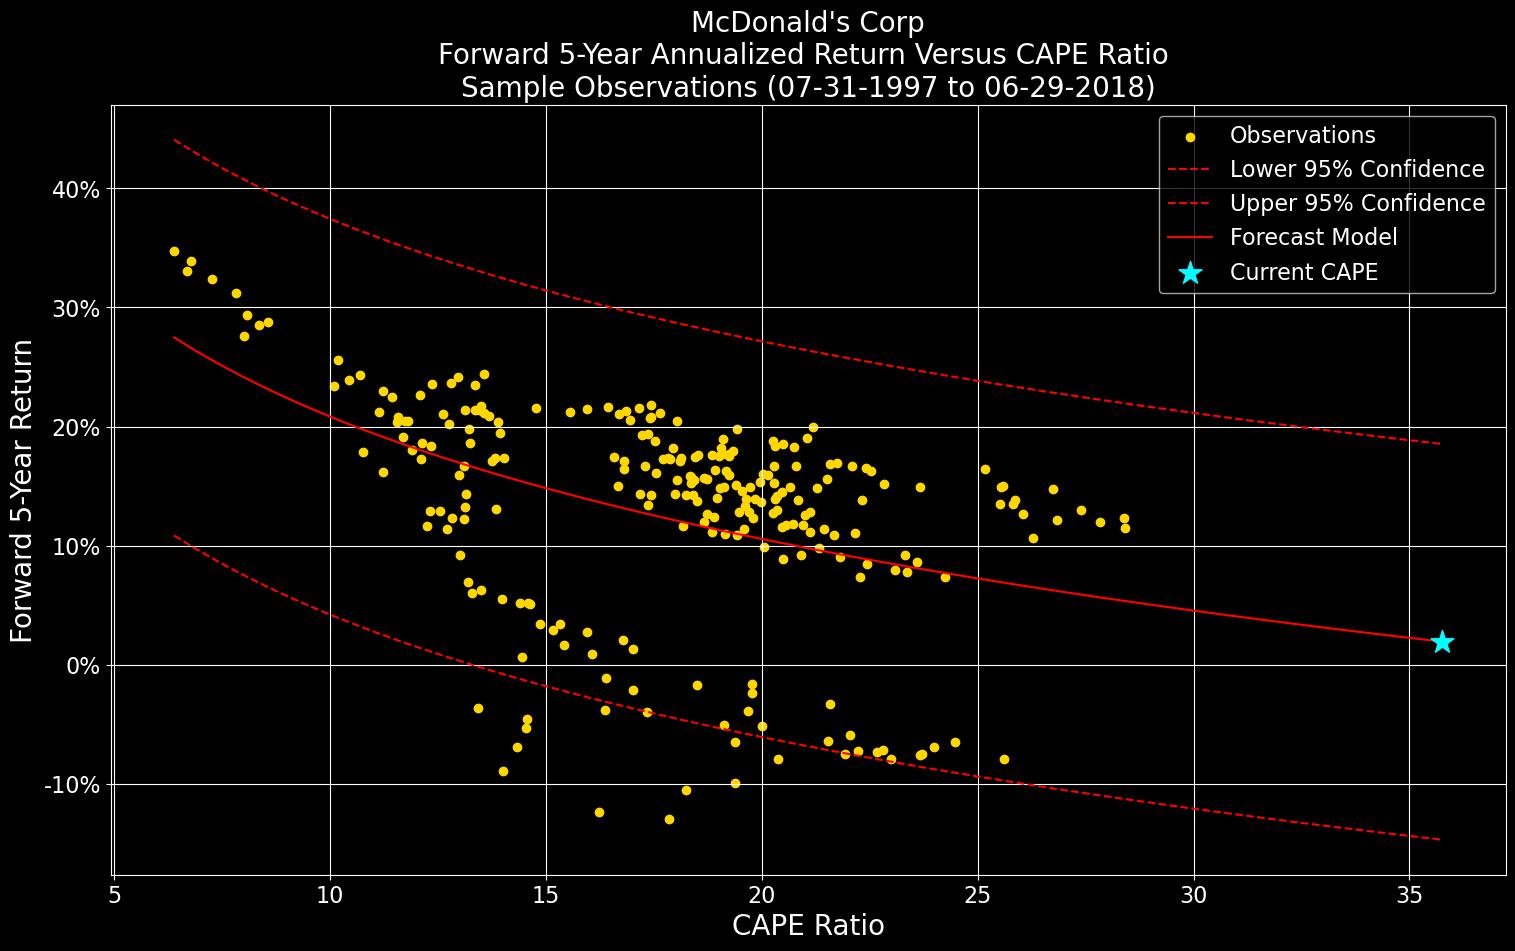 McDonald's Corp
Forward 5-Year Annualized Return Versus CAPE Ratio
Sample Observations (07-31-1997 to 06-29-2018)
Observations
Lower 95% Confidence
Upper 95% Confidence
Forecast Model
Current CAPE
Forward 5-Year Return
40%
30%
20%
10%
0%
-10%
5 10 15 20 25 30 35
CAPE Ratio